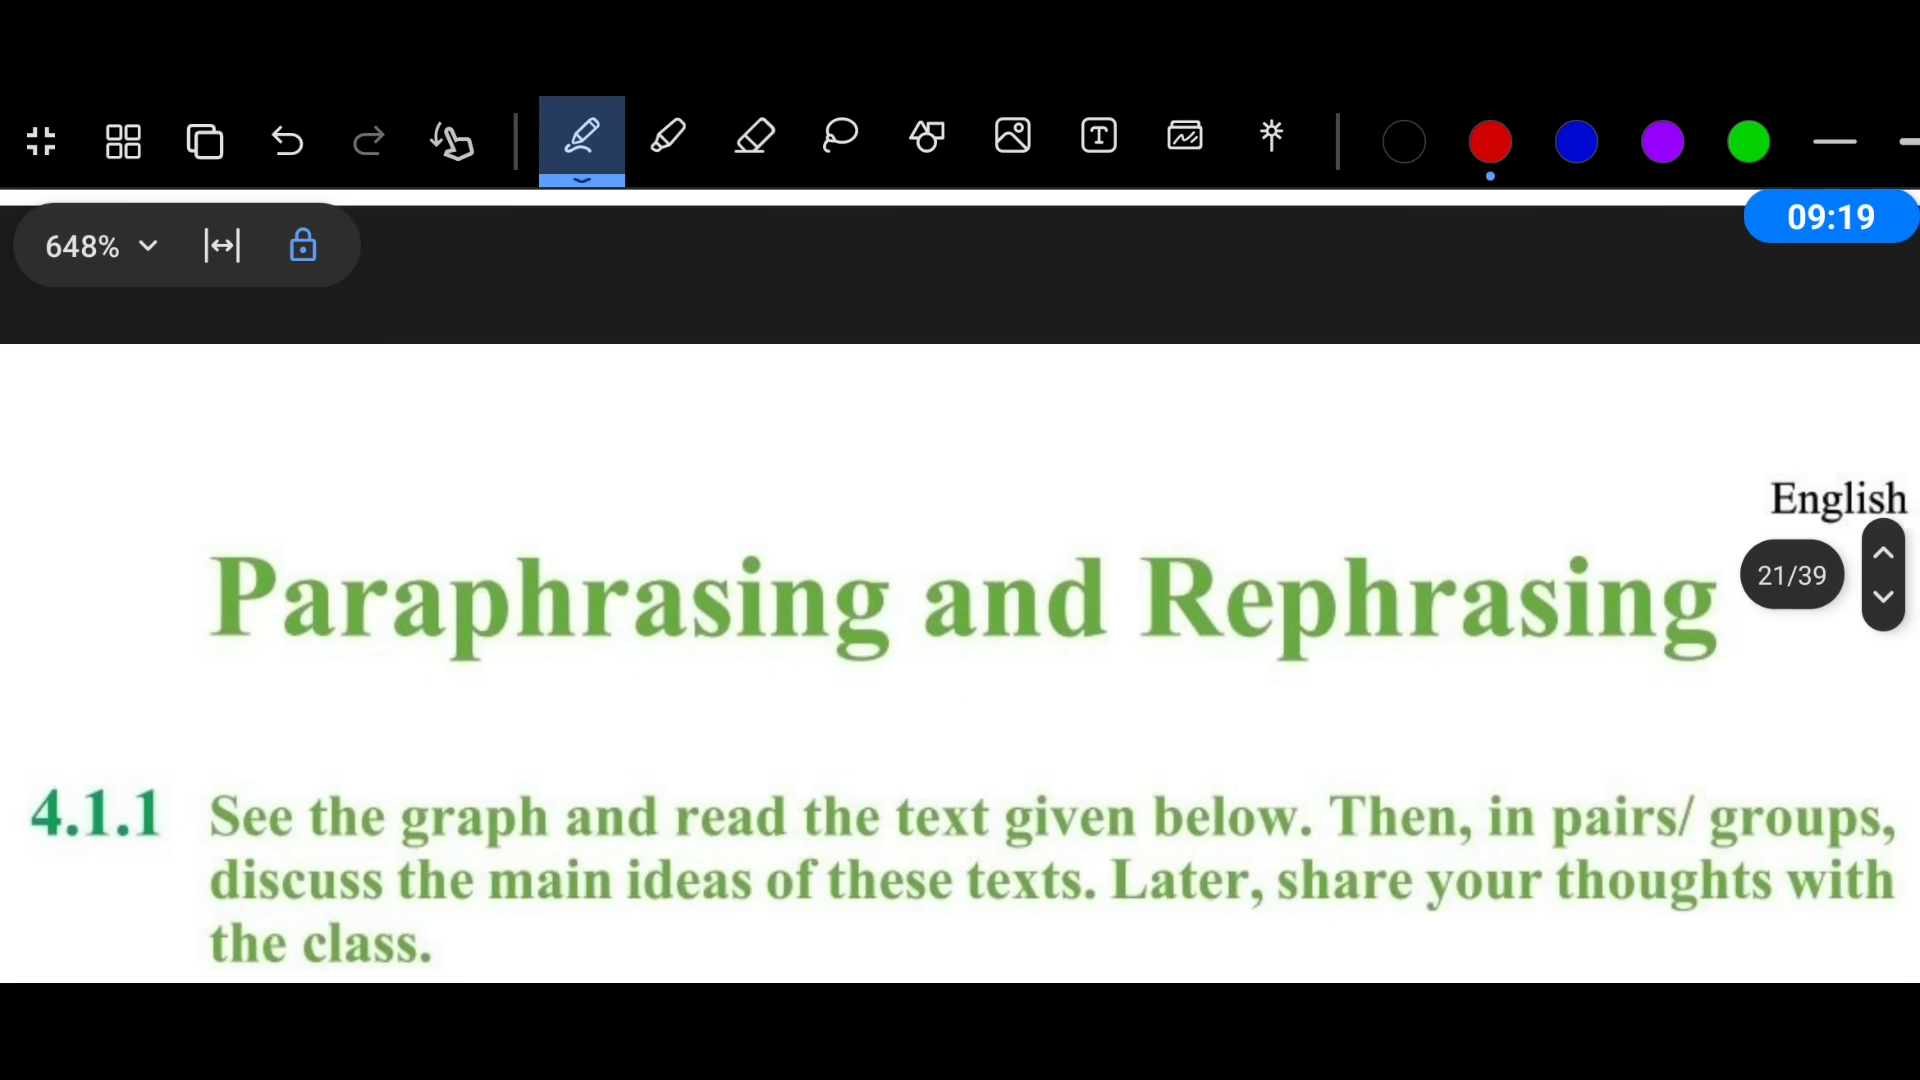 648%
09:19
English
Paraphrasing and Rephrasing
21/39
4.1.1 See the graph and read the text given below. Then, in pairs/ groups,
discuss the main ideas of these texts. Later, share your thoughts with
the class.